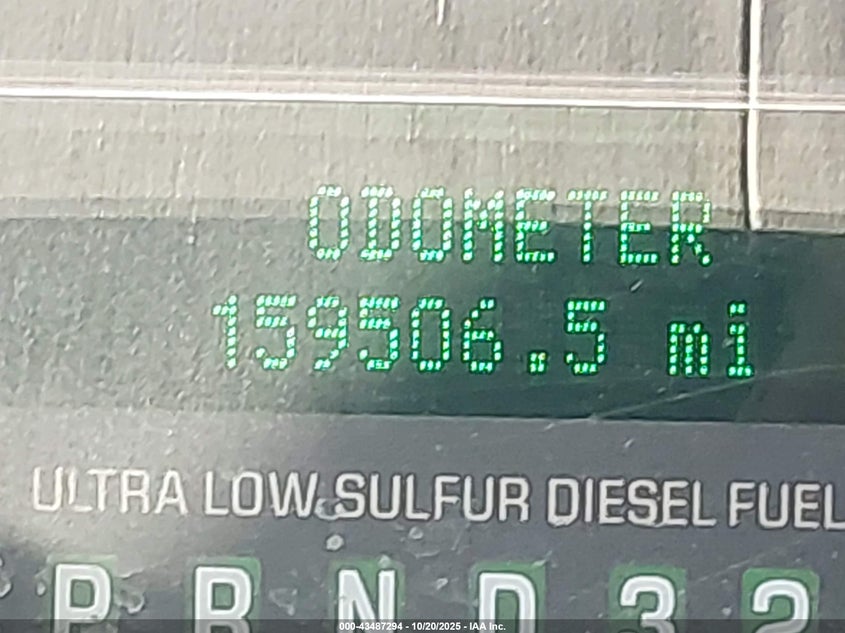 ODOMETER
159506.5 mi
ULTRA LOW SULFUR DIESEL FUEL
P R N D 3 2
000-43487294 - 10/20/2025 - IAA Inc.